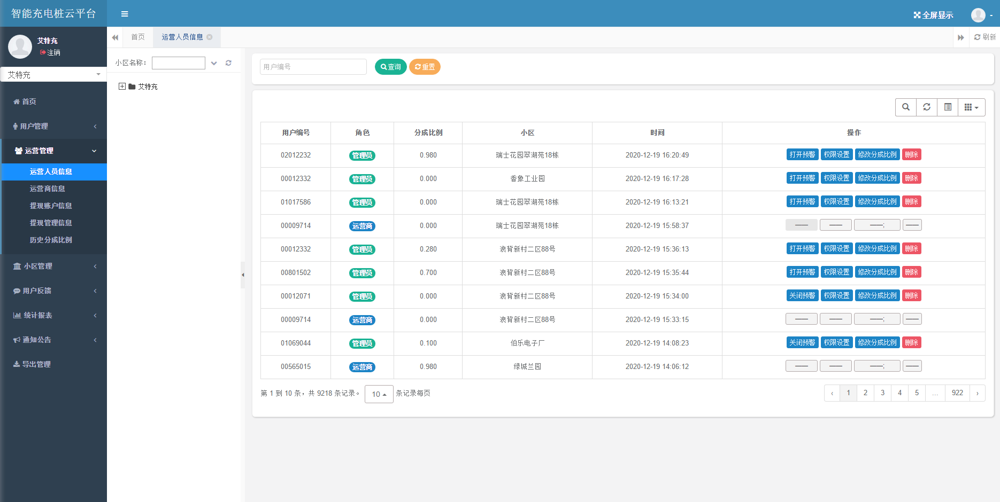 智能充电桩云平台
全屏显示
-
艾特充
注销
艾特充
首页
用户管理
运营管理
运营人员信息
运营商信息
提现账户信息
提现管理信息
历史分成比例
小区管理
用户反馈
统计报表
通知公告
导出管理
首页 运营人员信息 刷新
小区名称：
艾特充
用户编号 查询 重置
用户编号 角色 分成比例 小区 时间 操作
02012232 管理员 0.980 瑞士花园翠湖苑18栋 2020-12-19 16:20:49 打开预警 权限设置 修改分成比例 删除
00012332 管理员 0.000 香象工业园 2020-12-19 16:17:28 打开预警 权限设置 修改分成比例 删除
01017586 管理员 0.000 瑞士花园翠湖苑18栋 2020-12-19 16:13:21 打开预警 权限设置 修改分成比例 删除
00009714 运营商 0.000 瑞士花园翠湖苑18栋 2020-12-19 15:58:37 —— —— ——; ——
00012332 管理员 0.280 浪背新村二区88号 2020-12-19 15:36:13 打开预警 权限设置 修改分成比例 删除
00801502 管理员 0.700 浪背新村二区88号 2020-12-19 15:35:44 打开预警 权限设置 修改分成比例 删除
00012071 管理员 0.000 浪背新村二区88号 2020-12-19 15:34:00 关闭预警 权限设置 修改分成比例 删除
00009714 运营商 0.000 浪背新村二区88号 2020-12-19 15:33:15 —— —— ——; ——
01069044 管理员 0.100 伯乐电子厂 2020-12-19 14:08:23 关闭预警 权限设置 修改分成比例 删除
00565015 运营商 0.980 绿城兰园 2020-12-19 14:06:12 —— —— ——; ——
第 1 到 10 条，共 9218 条记录。 10 条记录每页 ‹ 1 2 3 4 5 ... 922 ›